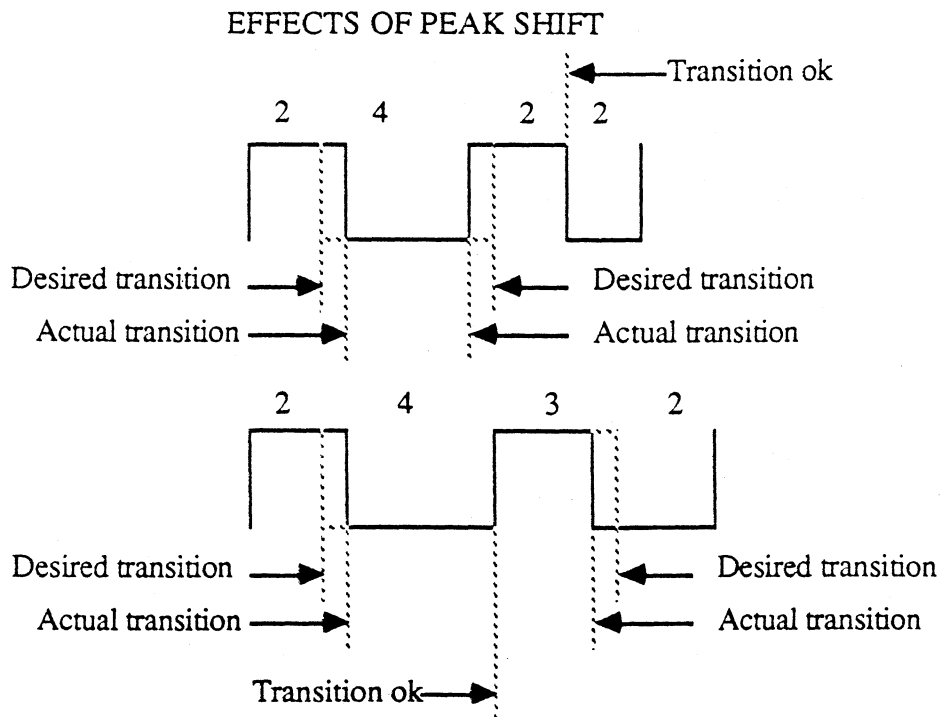 EFFECTS OF PEAK SHIFT
Transition ok
2 4 2 2
Desired transition Desired transition
Actual transition Actual transition
2 4 3 2
Desired transition Desired transition
Actual transition Actual transition
Transition ok